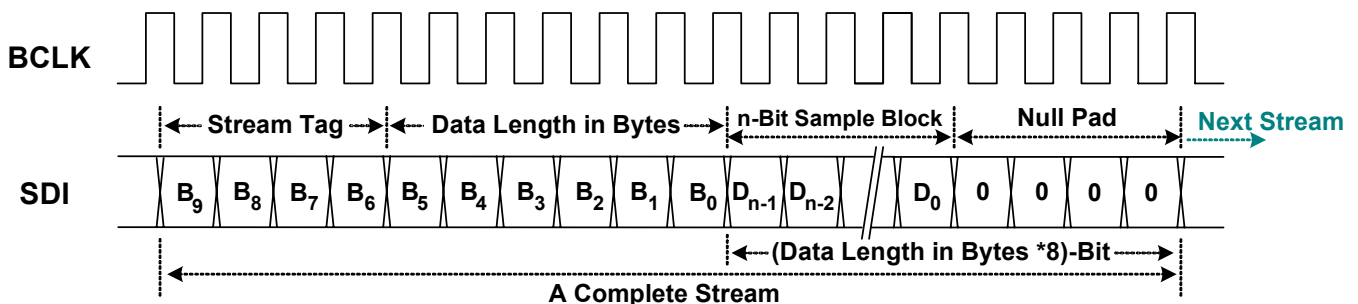 BCLK
Stream Tag Data Length in Bytes n-Bit Sample Block Null Pad Next Stream
SDI B9 B8 B7 B6 B5 B4 B3 B2 B1 B0 Dn-1 Dn-2 D0 0 0 0 0
(Data Length in Bytes *8)-Bit
A Complete Stream